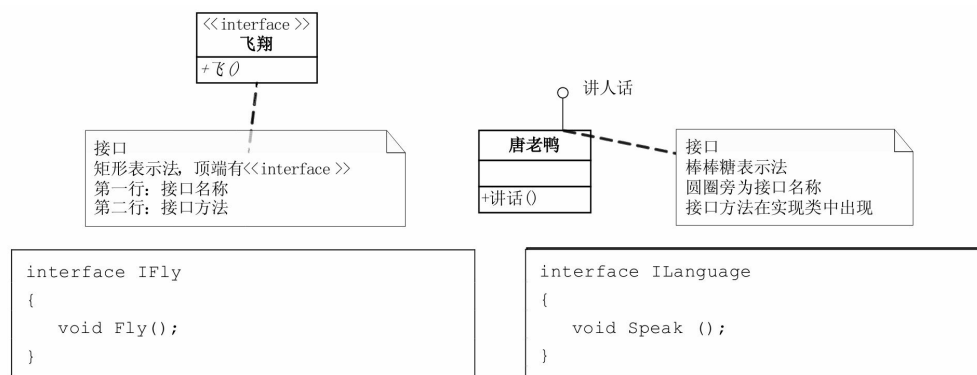 <<interface>>
飞翔
+飞()
接口
矩形表示法, 顶端有<<interface>>
第一行：接口名称
第二行：接口方法
讲人话
唐老鸭
+讲话()
接口
棒棒糖表示法
圆圈旁为接口名称
接口方法在实现类中出现
interface IFly
{
void Fly();
}
interface ILanguage
{
void Speak ();
}